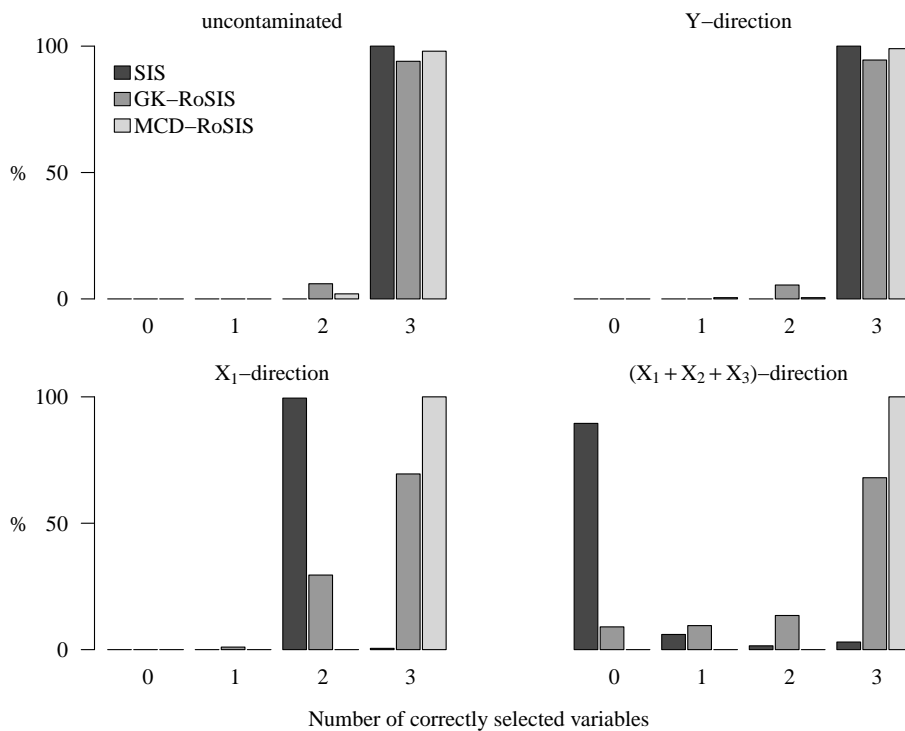 uncontaminated
Y−direction
100
50
0
%
SIS
GK−RoSIS
MCD−RoSIS
0 1 2 3
0 1 2 3
X₁−direction
(X₁ + X₂ + X₃)−direction
100
50
0
%
0 1 2 3
0 1 2 3
Number of correctly selected variables